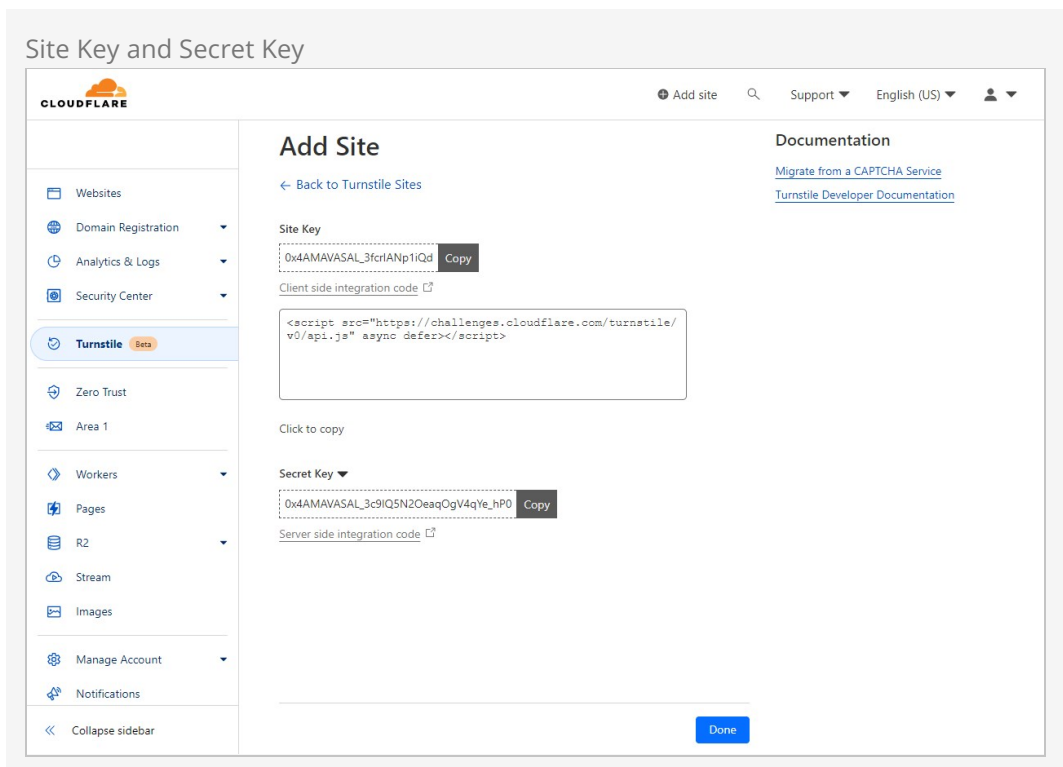 Site Key and Secret Key
CLOUDFLARE
Add site
Support
English (US)
Websites
Domain Registration
Analytics & Logs
Security Center
Turnstile Beta
Zero Trust
Area 1
Workers
Pages
R2
Stream
Images
Manage Account
Notifications
Collapse sidebar
Add Site
← Back to Turnstile Sites
Site Key
0x4AMAVASAL_3fcrlANp1iQd Copy
Client side integration code
<script src="https://challenges.cloudflare.com/turnstile/
v0/api.js" async defer></script>
Click to copy
Secret Key
0x4AMAVASAL_3c9lQ5N2OeaqOgV4qYe_hP0 Copy
Server side integration code
Done
Documentation
Migrate from a CAPTCHA Service
Turnstile Developer Documentation